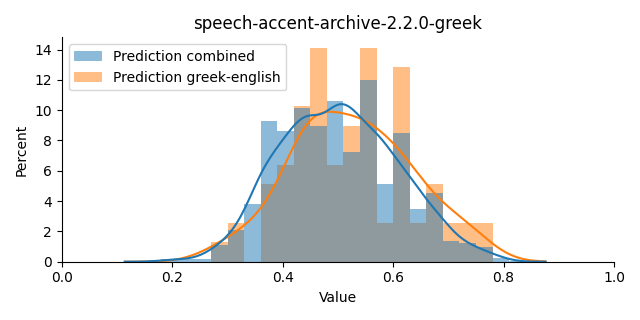 speech-accent-archive-2.2.0-greek
Prediction combined
Prediction greek-english
Percent
14
12
10
8
6
4
2
0
0.0 0.2 0.4 0.6 0.8 1.0
Value